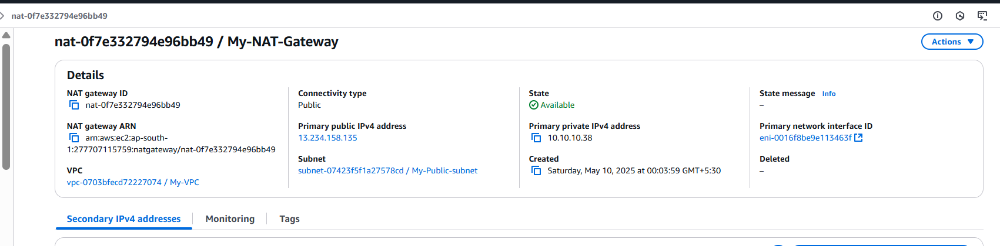 nat-0f7e332794e96bb49
nat-0f7e332794e96bb49 / My-NAT-Gateway
Actions
Details
NAT gateway ID
nat-0f7e332794e96bb49
Connectivity type
Public
State
Available
State message Info
–
NAT gateway ARN
arn:aws:ec2:ap-south-
1:277707115759:natgateway/nat-0f7e332794e96bb49
Primary public IPv4 address
13.234.158.135
Primary private IPv4 address
10.10.10.38
Primary network interface ID
eni-0016f8be9e113463f
VPC
vpc-0703bfecd72227074 / My-VPC
Subnet
subnet-07423f5f1a27578cd / My-Public-subnet
Created
Saturday, May 10, 2025 at 00:03:59 GMT+5:30
Deleted
–
Secondary IPv4 addresses
Monitoring
Tags